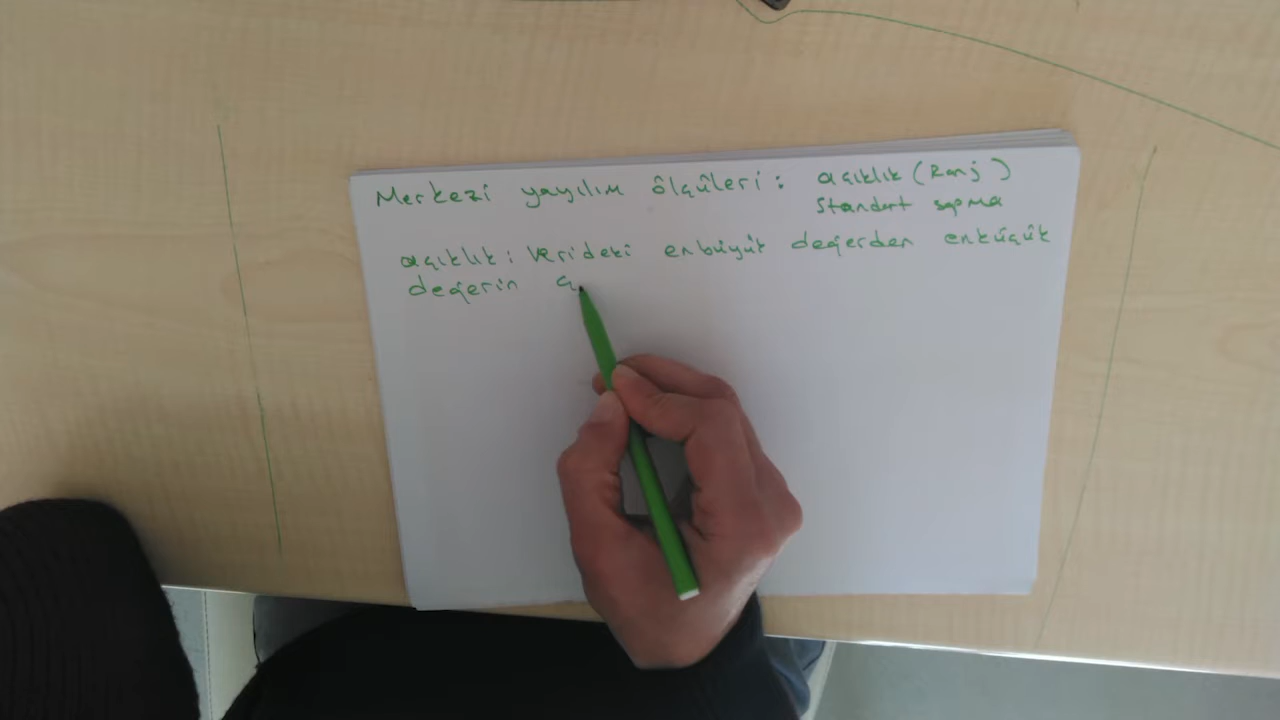 Merkezi yayılım ölçüleri: açıklık (Ranj)
Standart sapma
açıklık: Verideki enbüyük değerden enküçük
değerin